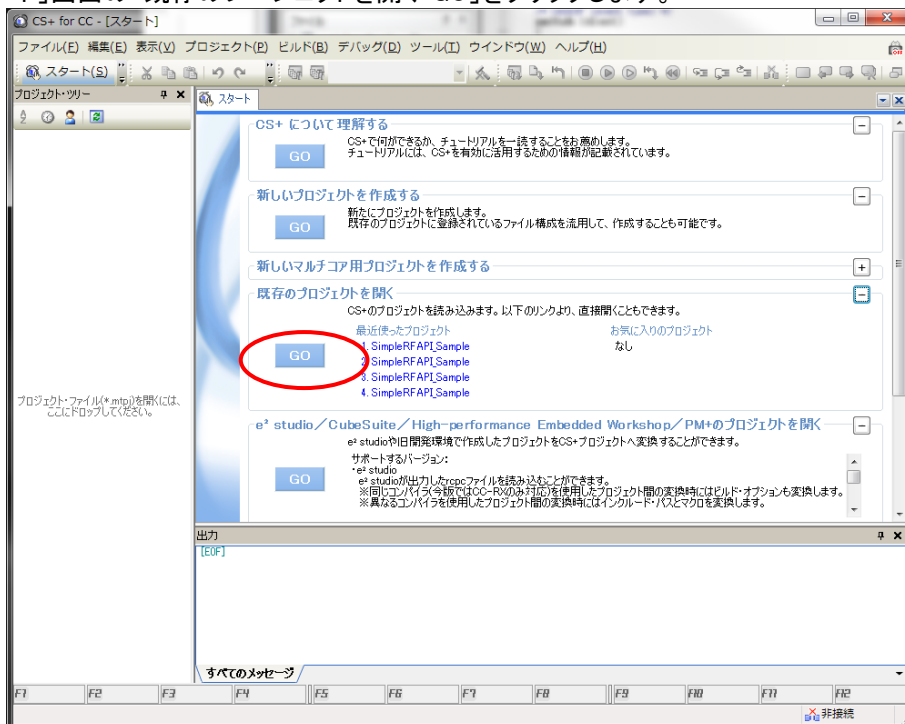 CS+ for CC - [スタート]
ファイル(F) 編集(E) 表示(V) プロジェクト(P) ビルド(B) デバッグ(D) ツール(T) ウインドウ(W) ヘルプ(H)
スタート(S)
プロジェクト・ツリー
スタート
CS+ について理解する
GO
CS+で何ができるか、チュートリアルを一読することをお薦めします。
チュートリアルには、CS+を有効に活用するための情報が記載されています。
新しいプロジェクトを作成する
GO
新たにプロジェクトを作成します。
既存のプロジェクトに登録されているファイル構成を流用して、作成することも可能です。
新しいマルチコア用プロジェクトを作成する
既存のプロジェクトを開く
CS+のプロジェクトを読み込みます。以下のリンクより、直接開くこともできます。
最近使ったプロジェクト お気に入りのプロジェクト
GO
1. SimpleRFAPI_Sample なし
2. SimpleRFAPI_Sample
3. SimpleRFAPI_Sample
4. SimpleRFAPI_Sample
プロジェクト・ファイル(*.mtpj)を開くには、
ここにドロップしてください。
e² studio/CubeSuite/High-performance Embedded Workshop/PM+のプロジェクトを開く
e² studioや旧開発環境で作成したプロジェクトをCS+プロジェクトへ変換することができます。
サポートするバージョン:
・e² studio
GO
e² studioが出力したrcpcファイルを読み込むことができます。
※同じコンパイラ(今版ではCC-RXのみ対応)を使用したプロジェクト間の変換時にはビルド・オプションも変換します。
※異なるコンパイラを使用したプロジェクト間の変換時にはインクルード・パスとマクロを変換します。
出力
[EOF]
すべてのメッセージ
F1 F2 F3 F4 F5 F6 F7 F8 F9 F10 F11 F12
非接続